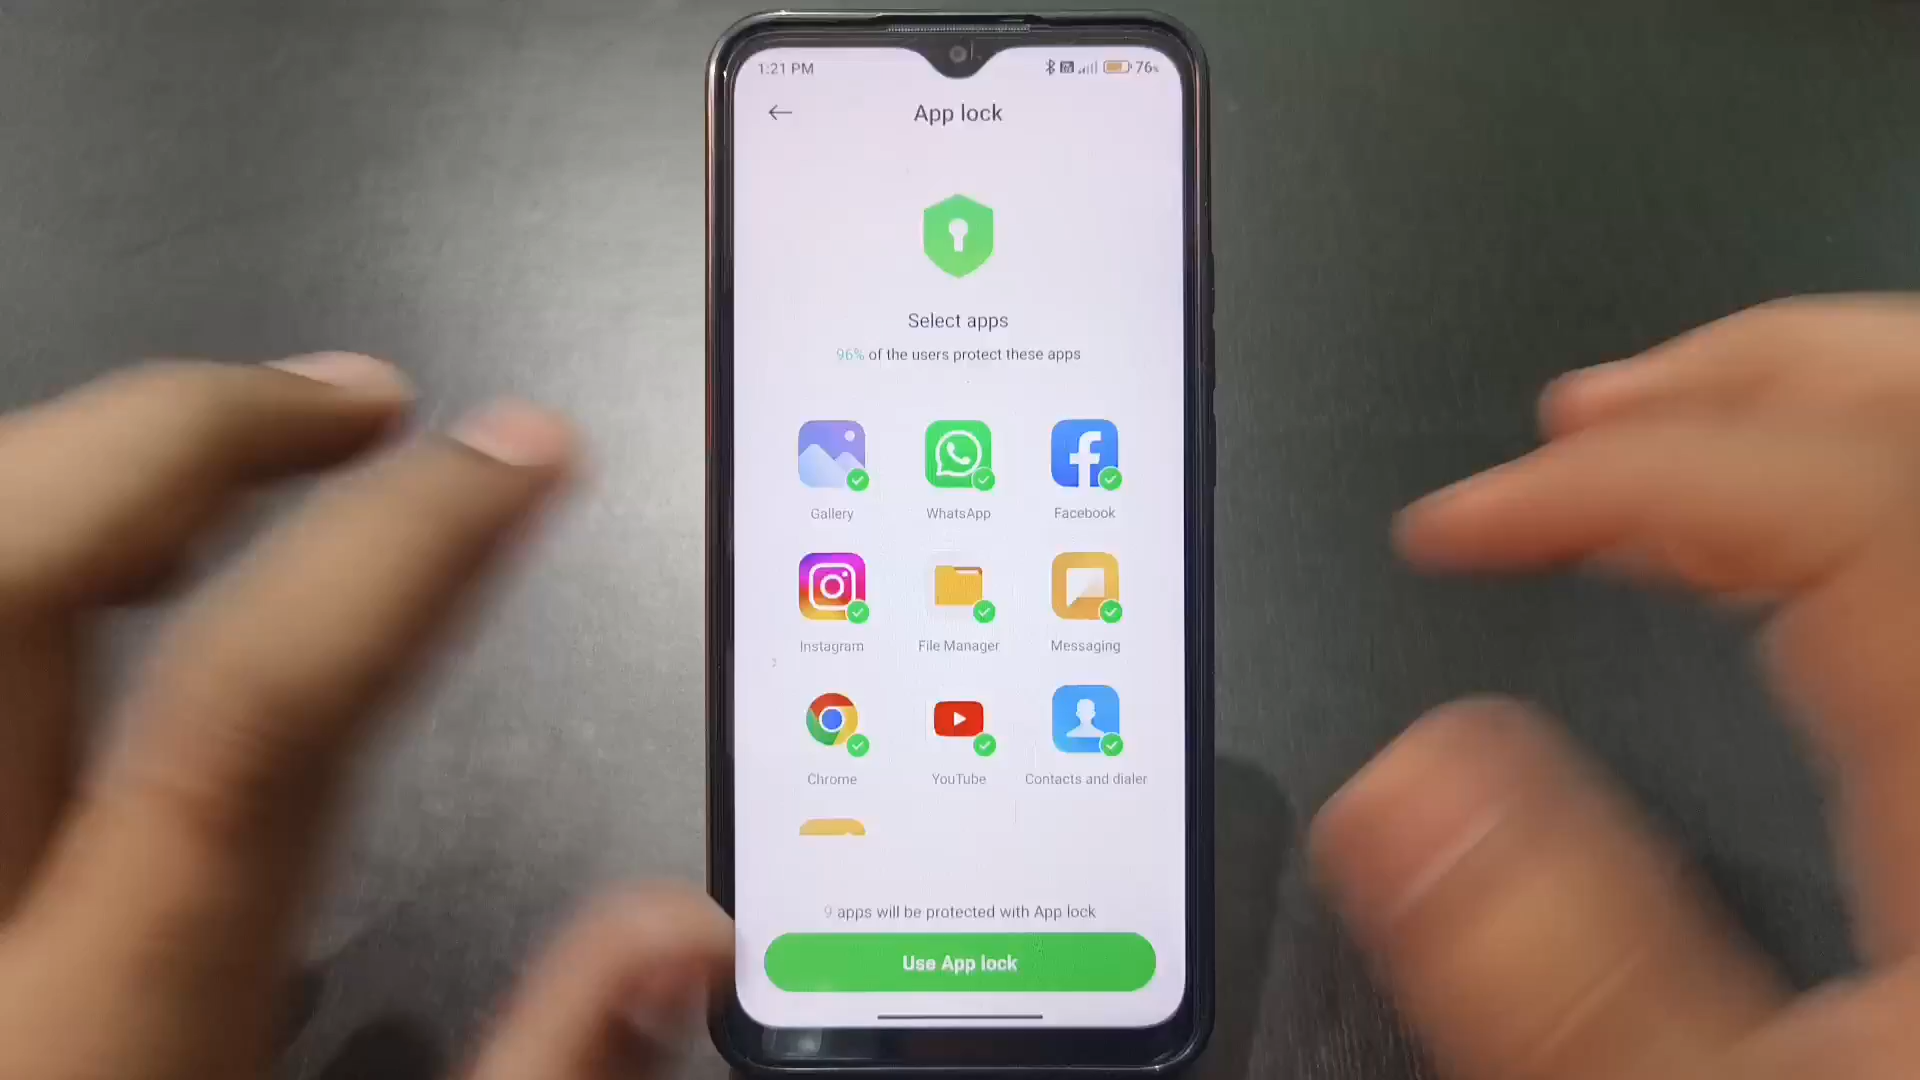 1:21 PM
76%
App lock
Select apps
96% of the users protect these apps
Gallery
WhatsApp
Facebook
Instagram
File Manager
Messaging
Chrome
YouTube
Contacts and dialer
9 apps will be protected with App lock
Use App lock